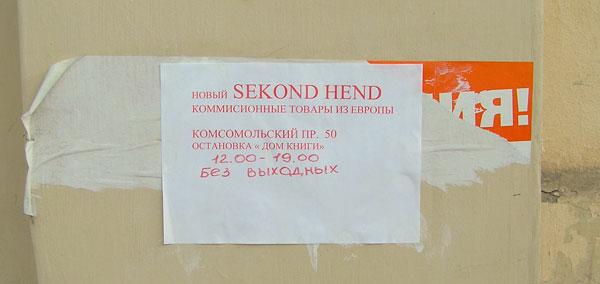 НОВЫЙ SEKOND HEND
КОММИСИОННЫЕ ТОВАРЫ ИЗ ЕВРОПЫ
КОМСОМОЛЬСКИЙ ПР. 50
ОСТАНОВКА « ДОМ КНИГИ»
12.00-19.00
Без выходных